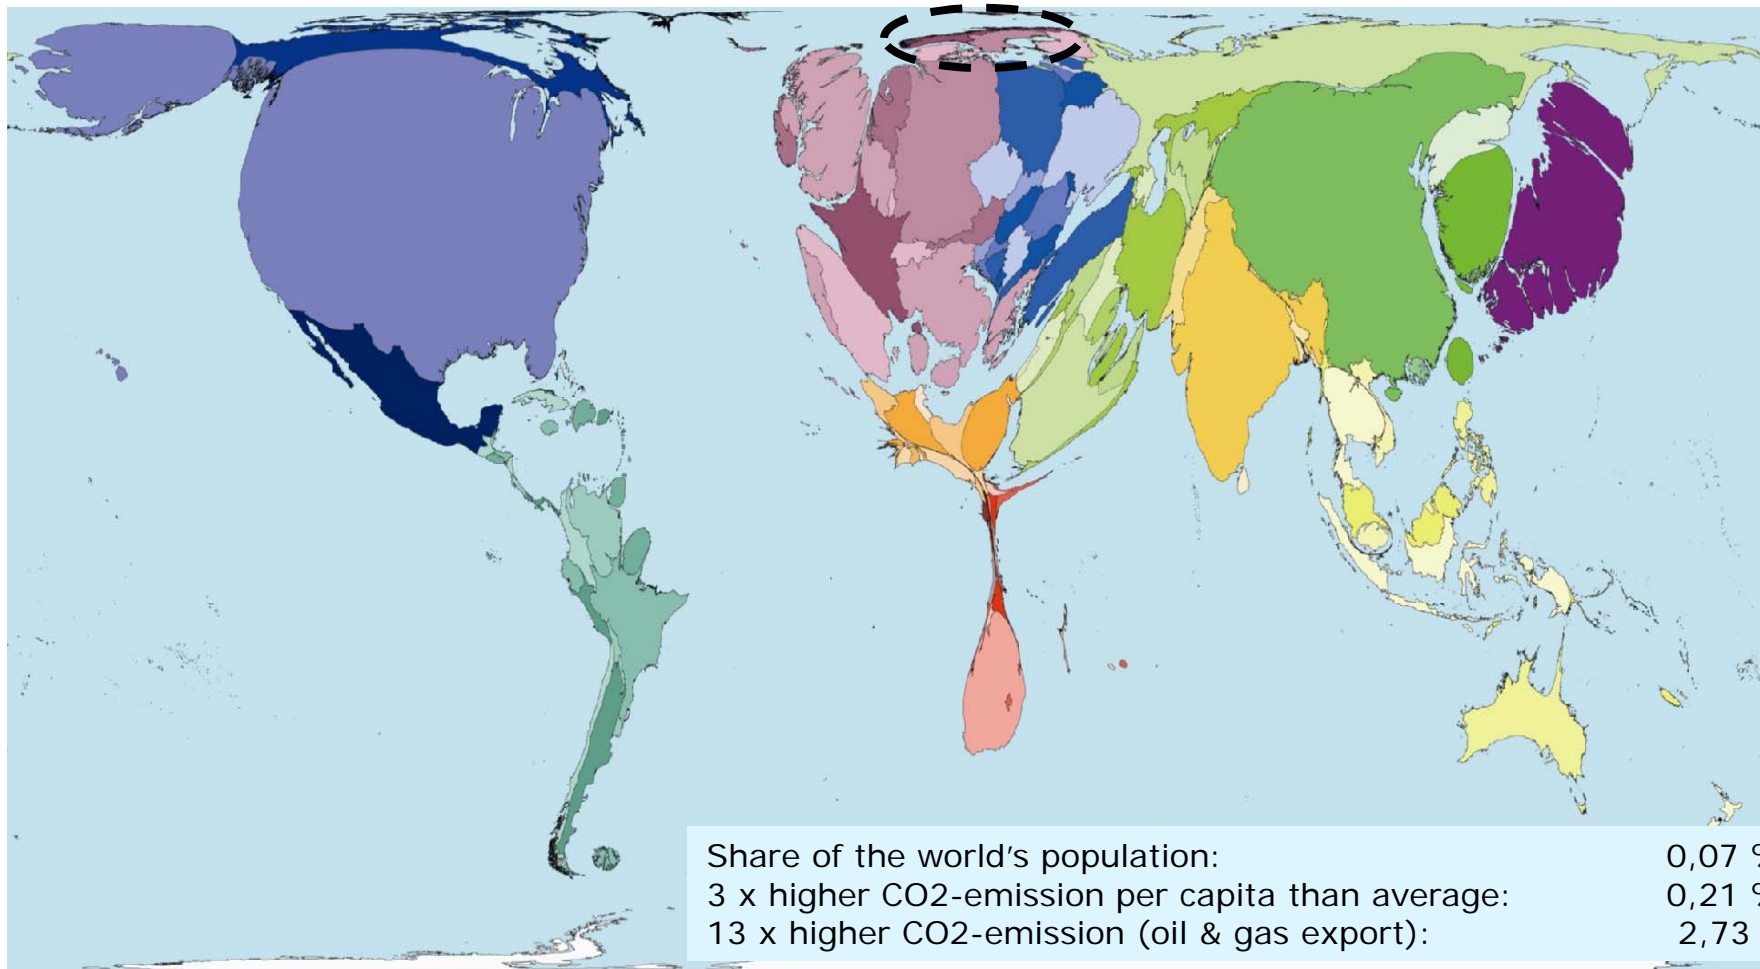 Share of the world's population: 0,07 %
3 x higher CO2-emission per capita than average: 0,21 %
13 x higher CO2-emission (oil & gas export): 2,73